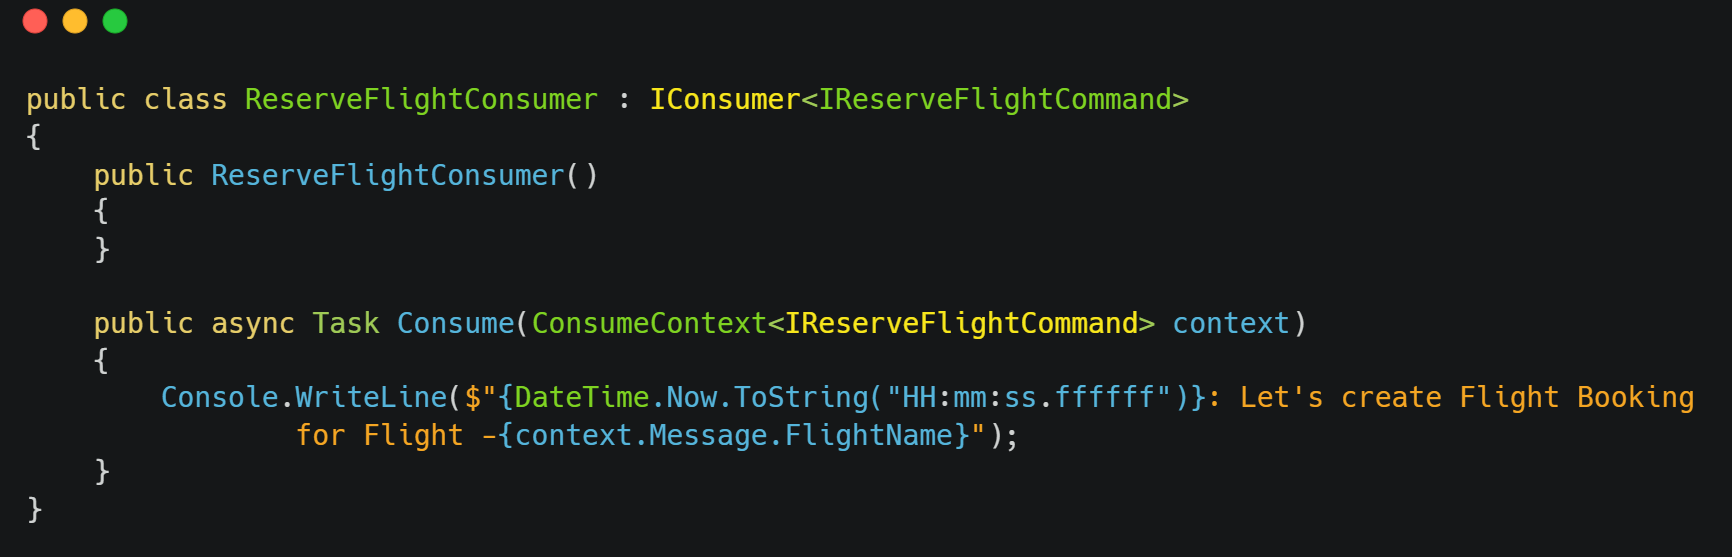 public class ReserveFlightConsumer : IConsumer<IReserveFlightCommand>
{
    public ReserveFlightConsumer()
    {
    }

    public async Task Consume(ConsumeContext<IReserveFlightCommand> context)
    {
        Console.WriteLine($"{DateTime.Now.ToString("HH:mm:ss.ffffff")}: Let's create Flight Booking
                for Flight -{context.Message.FlightName}");
    }
}